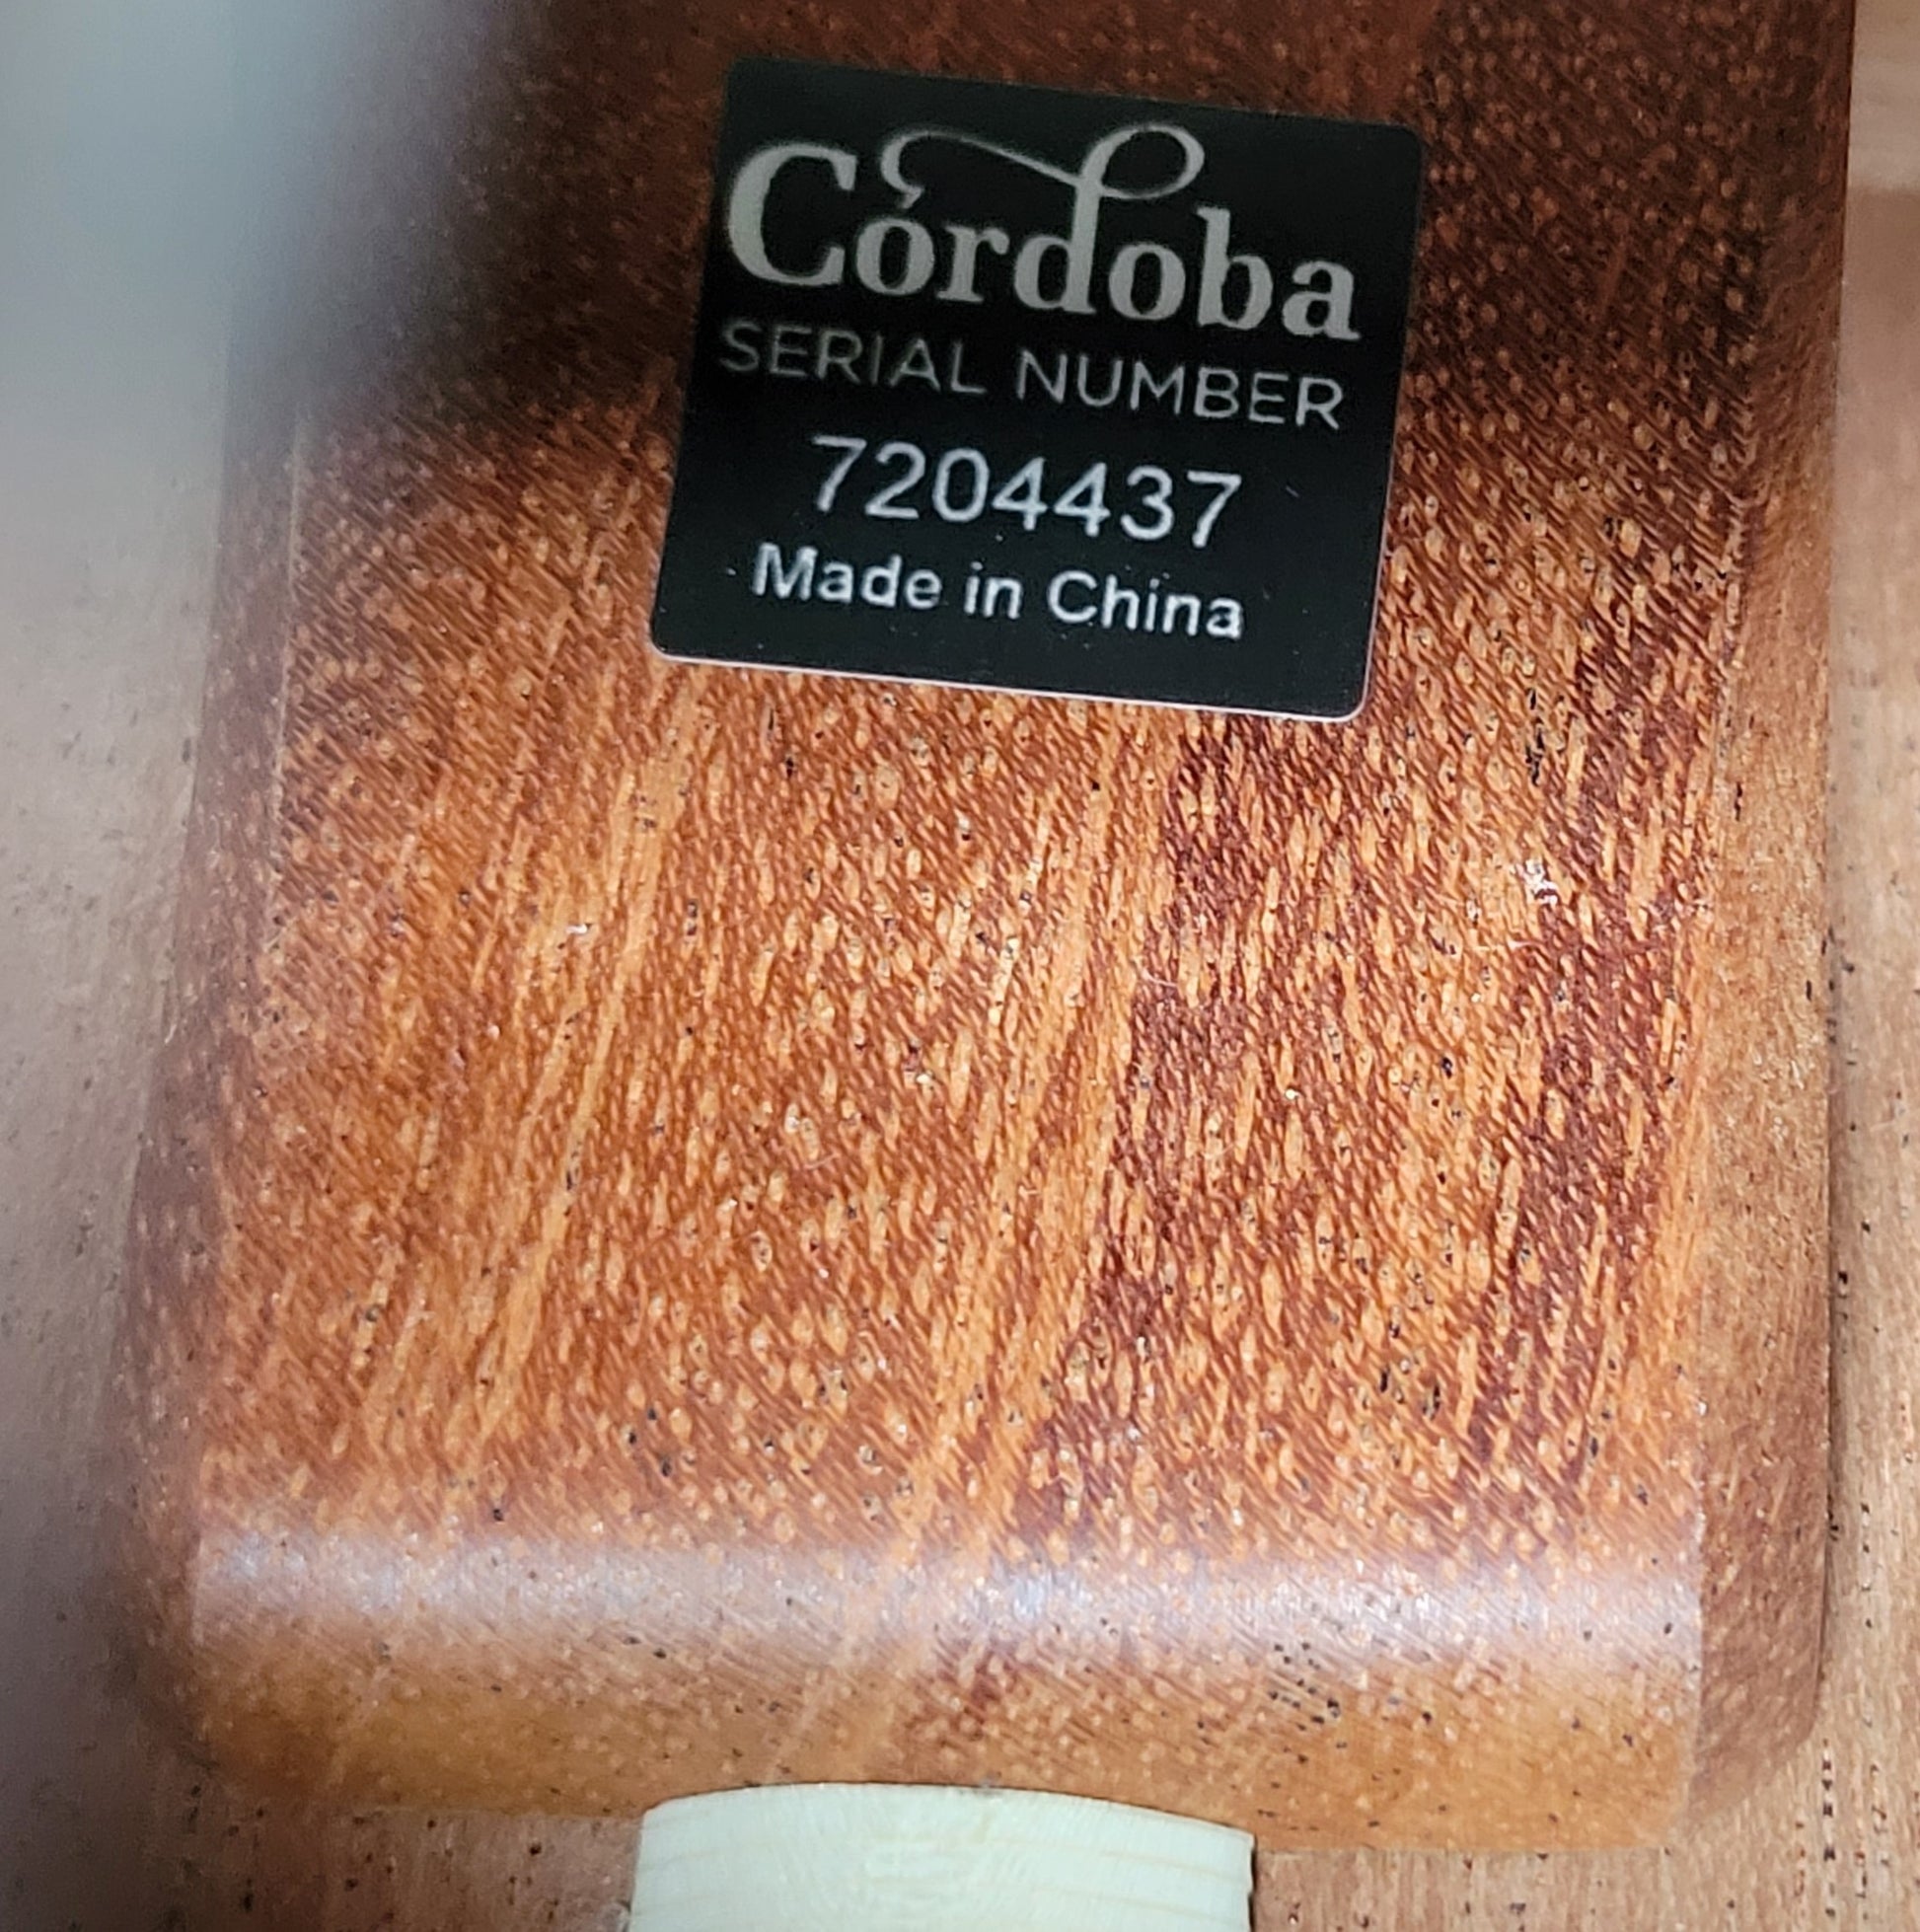 Córdoba
SERIAL NUMBER
7204437
Made in China